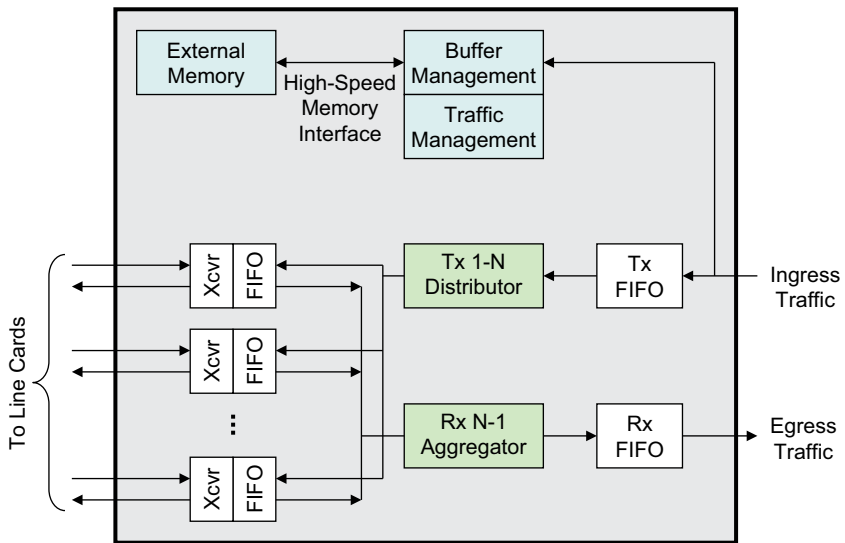 External
Memory
High-Speed
Memory
Interface
Buffer
Management
Traffic
Management
To Line Cards
Xcvr
FIFO
Xcvr
FIFO
...
Xcvr
FIFO
Tx 1-N
Distributor
Tx
FIFO
Ingress
Traffic
Rx N-1
Aggregator
Rx
FIFO
Egress
Traffic